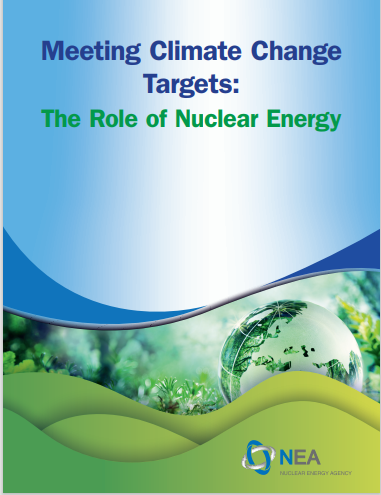 Meeting Climate Change
Targets:
The Role of Nuclear Energy
NEA
NUCLEAR ENERGY AGENCY